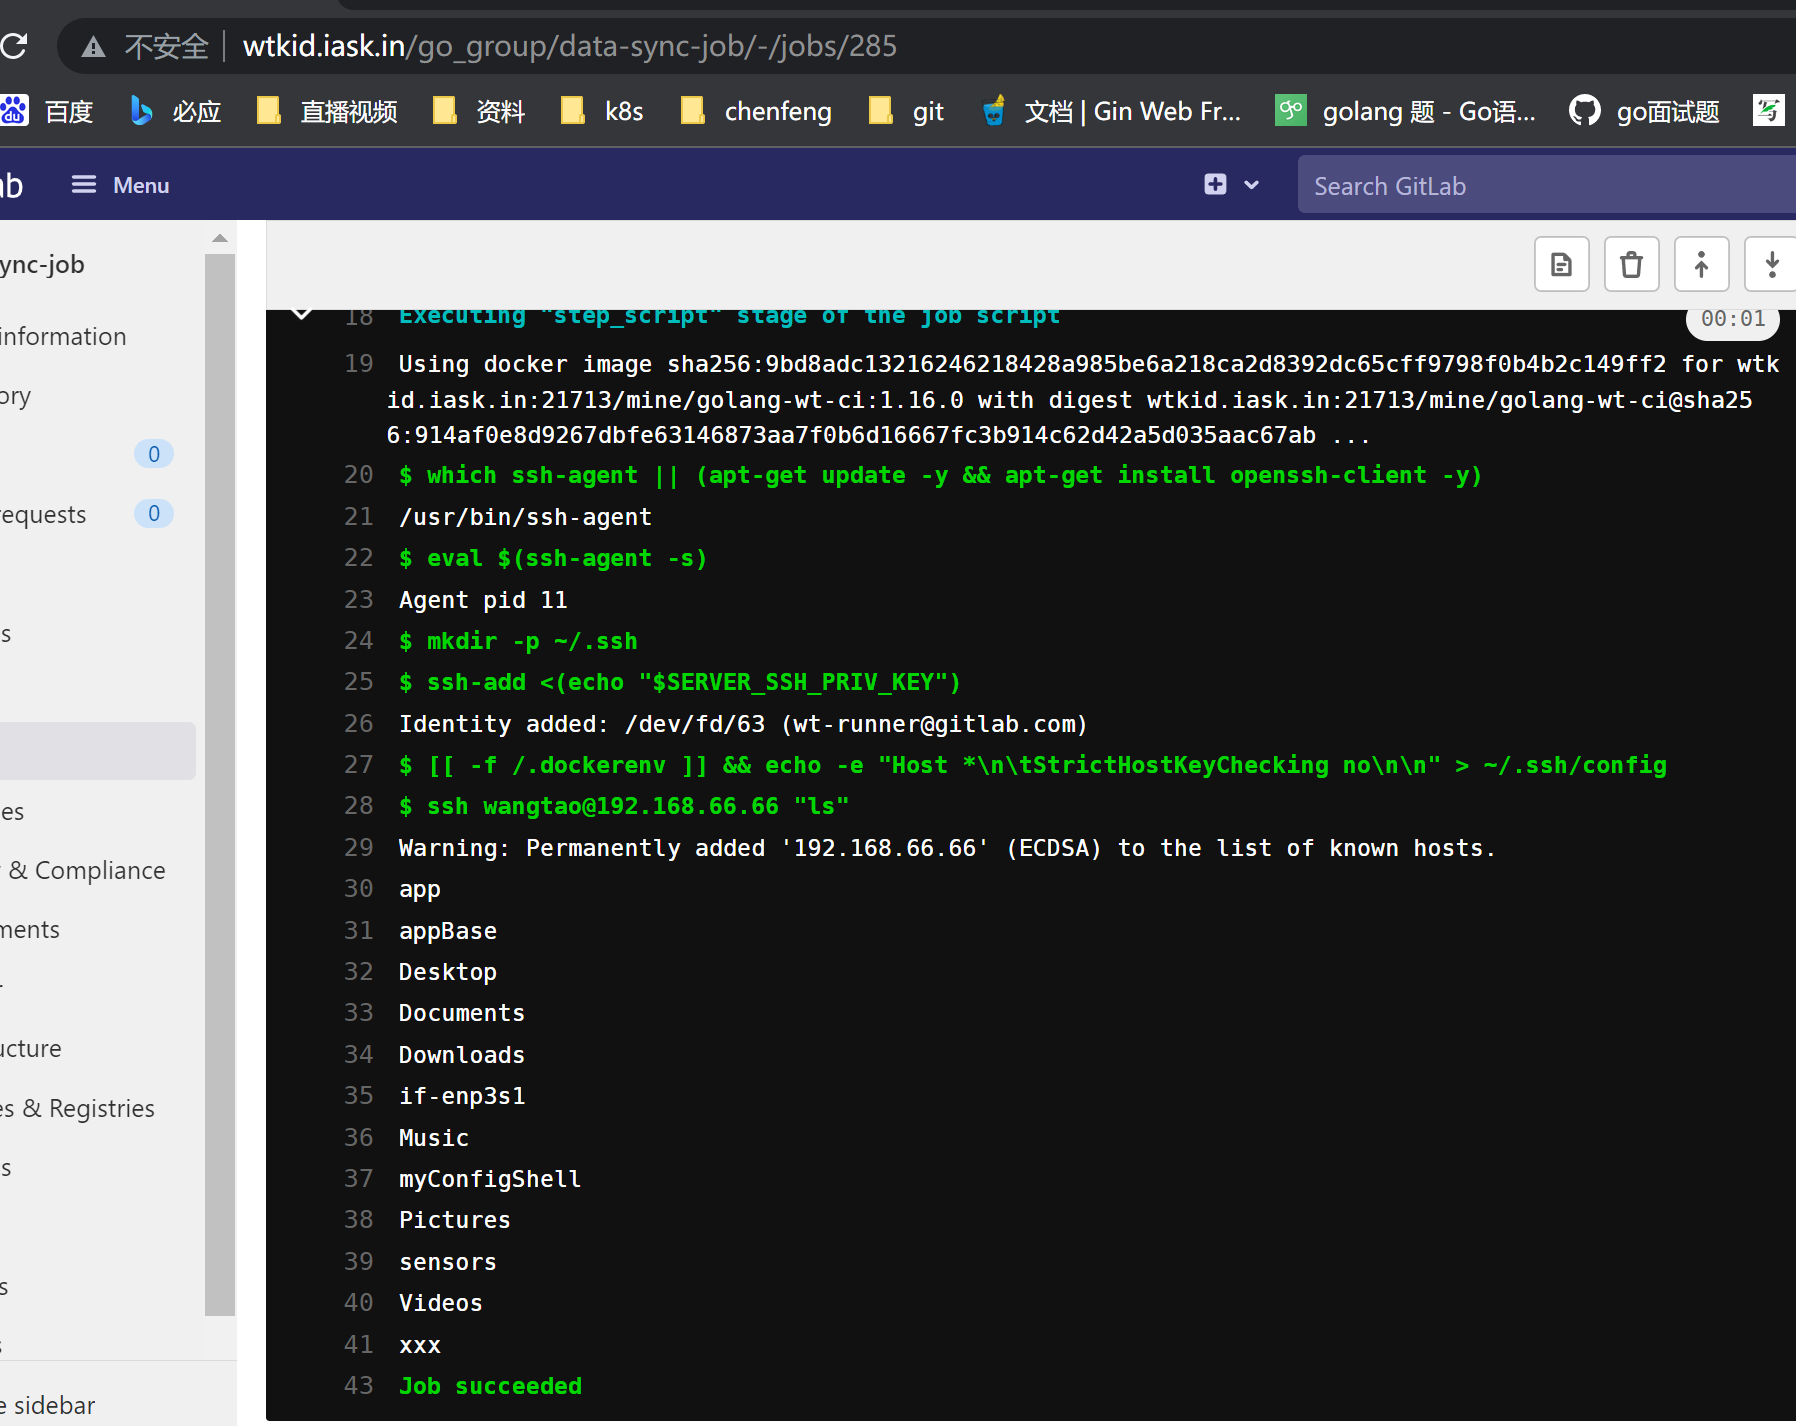 不安全 wtkid.iask.in/go_group/data-sync-job/-/jobs/285
百度 必应 直播视频 资料 k8s chenfeng git 文档 | Gin Web Fr... golang 题 - Go语... go面试题
Menu Search GitLab
ync-job
information
ory
0
equests 0
s
es
& Compliance
ments
ucture
es & Registries
s
s
e sidebar
18 Executing "step_script" stage of the job script 00:01
19 Using docker image sha256:9bd8adc13216246218428a985be6a218ca2d8392dc65cff9798f0b4b2c149ff2 for wtk
id.iask.in:21713/mine/golang-wt-ci:1.16.0 with digest wtkid.iask.in:21713/mine/golang-wt-ci@sha25
6:914af0e8d9267dbfe63146873aa7f0b6d16667fc3b914c62d42a5d035aac67ab ...
20 $ which ssh-agent || (apt-get update -y && apt-get install openssh-client -y)
21 /usr/bin/ssh-agent
22 $ eval $(ssh-agent -s)
23 Agent pid 11
24 $ mkdir -p ~/.ssh
25 $ ssh-add <(echo "$SERVER_SSH_PRIV_KEY")
26 Identity added: /dev/fd/63 (wt-runner@gitlab.com)
27 $ [[ -f /.dockerenv ]] && echo -e "Host *\n\tStrictHostKeyChecking no\n\n" > ~/.ssh/config
28 $ ssh wangtao@192.168.66.66 "ls"
29 Warning: Permanently added '192.168.66.66' (ECDSA) to the list of known hosts.
30 app
31 appBase
32 Desktop
33 Documents
34 Downloads
35 if-enp3s1
36 Music
37 myConfigShell
38 Pictures
39 sensors
40 Videos
41 xxx
43 Job succeeded